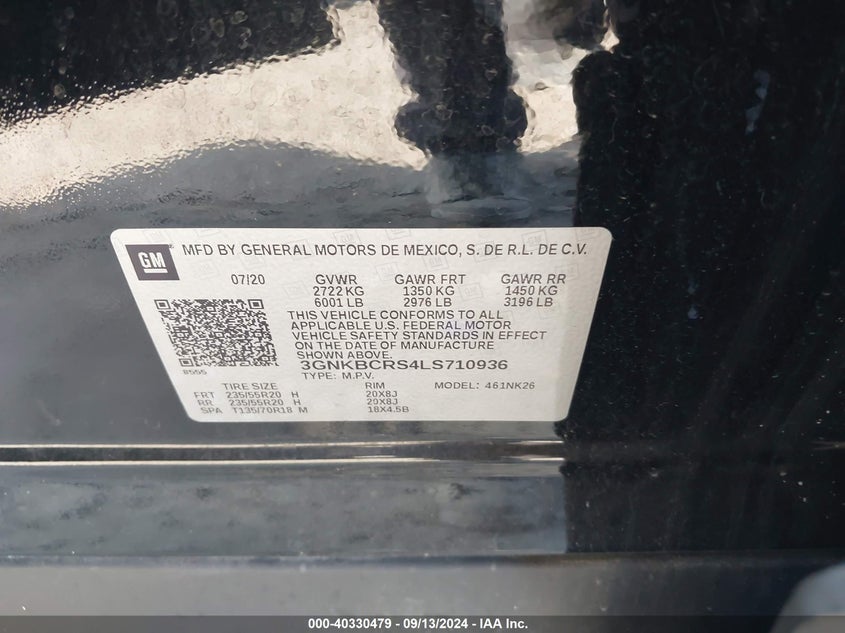 GM MFD BY GENERAL MOTORS DE MEXICO, S. DE R.L. DE C.V.
07/20 GVWR GAWR FRT GAWR RR
2722 KG 1350 KG 1450 KG
6001 LB 2976 LB 3196 LB
THIS VEHICLE CONFORMS TO ALL
APPLICABLE U.S. FEDERAL MOTOR
VEHICLE SAFETY STANDARDS IN EFFECT
ON THE DATE OF MANUFACTURE
SHOWN ABOVE.
3GNKBCRS4LS710936
8555 TYPE: M.P.V.
TIRE SIZE RIM MODEL: 461NK26
FRT 235/55R20 H 20X8J
RR 235/55R20 H 20X8J
SPA T135/70R18 M 18X4.5B
000-40330479 - 09/13/2024 - IAA Inc.